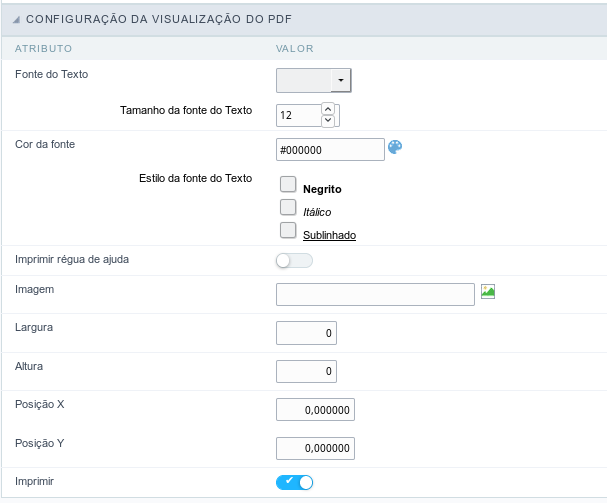 CONFIGURAÇÃO DA VISUALIZAÇÃO DO PDF
ATRIBUTO VALOR
Fonte do Texto
Tamanho da fonte do Texto 12
Cor da fonte #000000
Estilo da fonte do Texto
Negrito
Itálico
Sublinhado
Imprimir régua de ajuda
Imagem
Largura 0
Altura 0
Posição X 0,000000
Posição Y 0,000000
Imprimir